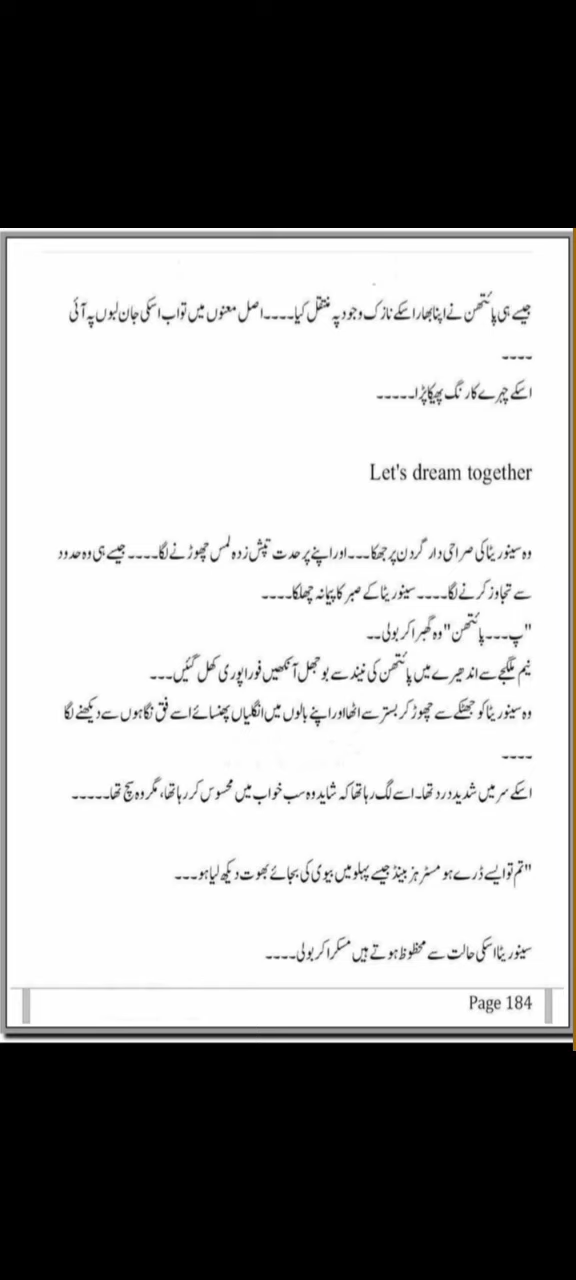 جیسے ہی پائتھن نے اپنا بھار اسکے نازک وجود پہ منتقل کیا۔۔۔۔ اصل معنوں میں تو اب اسکی جان لبوں پہ آئی
۔۔۔۔
اسکے چہرے کا رنگ پھیکا پڑا۔۔۔۔۔
Let's dream together
وہ سینوریٹا کی صراحی دار گردن پر جھکا۔۔۔ اور اپنے پر حدت تپش زدہ لمس چھوڑنے لگا۔۔۔۔ جیسے ہی وہ حدود
سے تجاوز کرنے لگا۔۔۔۔ سینوریٹا کے صبر کا پیمانہ چھلکا۔۔۔۔
"پ۔۔۔ پائتھن" وہ گھبرا کر بولی۔۔
نیم ملگجے سے اندھیرے میں پائتھن کی نیند سے بوجھل آنکھیں فورا پوری کھل گئیں۔۔۔
وہ سینوریٹا کو جھٹکے سے چھوڑ کر بستر سے اٹھا اور اپنے بالوں میں انگلیاں پھنسائے اسے فق نگاہوں سے دیکھنے لگا
۔۔۔۔
اسکے سر میں شدید درد تھا۔ اسے لگ رہا تھا کہ شاید وہ سب خواب میں محسوس کر رہا تھا، مگر وہ سچ تھا۔۔۔۔۔
"تم تو ایسے ڈرے ہو مسٹر ہزبینڈ جیسے پہلو میں بیوی کی بجائے بھوت دیکھ لیا ہو۔۔۔
سینوریٹا اسکی حالت سے محظوظ ہوتے ہیں مسکرا کر بولی۔۔۔۔
Page 184